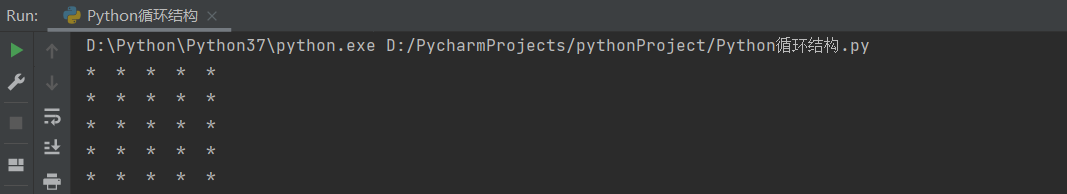 Run: Python循环结构 ×
D:\Python\Python37\python.exe D:/PycharmProjects/pythonProject/Python循环结构.py
* * * * *
* * * * *
* * * * *
* * * * *
* * * * *